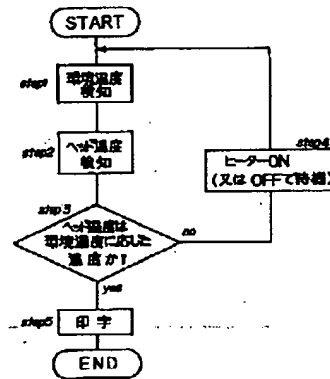 START
step1
環境温度
検知
step2
ヘッド温度
検知
step3
ヘッド温度は
環境温度に応じた
温度か?
no
step4
ヒーターON
(又はOFFで待機)
yes
step5
印字
END